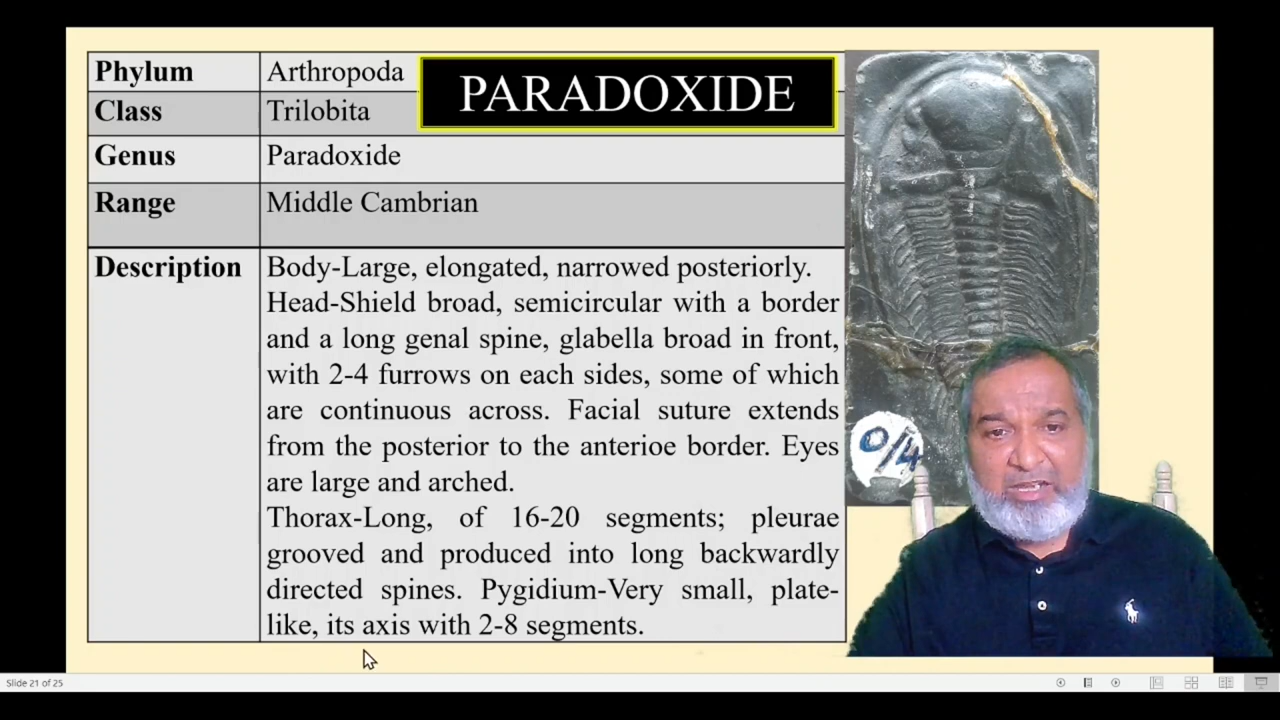 PARADOXIDE
Phylum Arthropoda
Class Trilobita
Genus Paradoxide
Range Middle Cambrian
Description Body-Large, elongated, narrowed posteriorly.
Head-Shield broad, semicircular with a border
and a long genal spine, glabella broad in front,
with 2-4 furrows on each sides, some of which
are continuous across. Facial suture extends
from the posterior to the anterioe border. Eyes
are large and arched.
Thorax-Long, of 16-20 segments; pleurae
grooved and produced into long backwardly
directed spines. Pygidium-Very small, plate-
like, its axis with 2-8 segments.
0/4
Slide 21 of 25